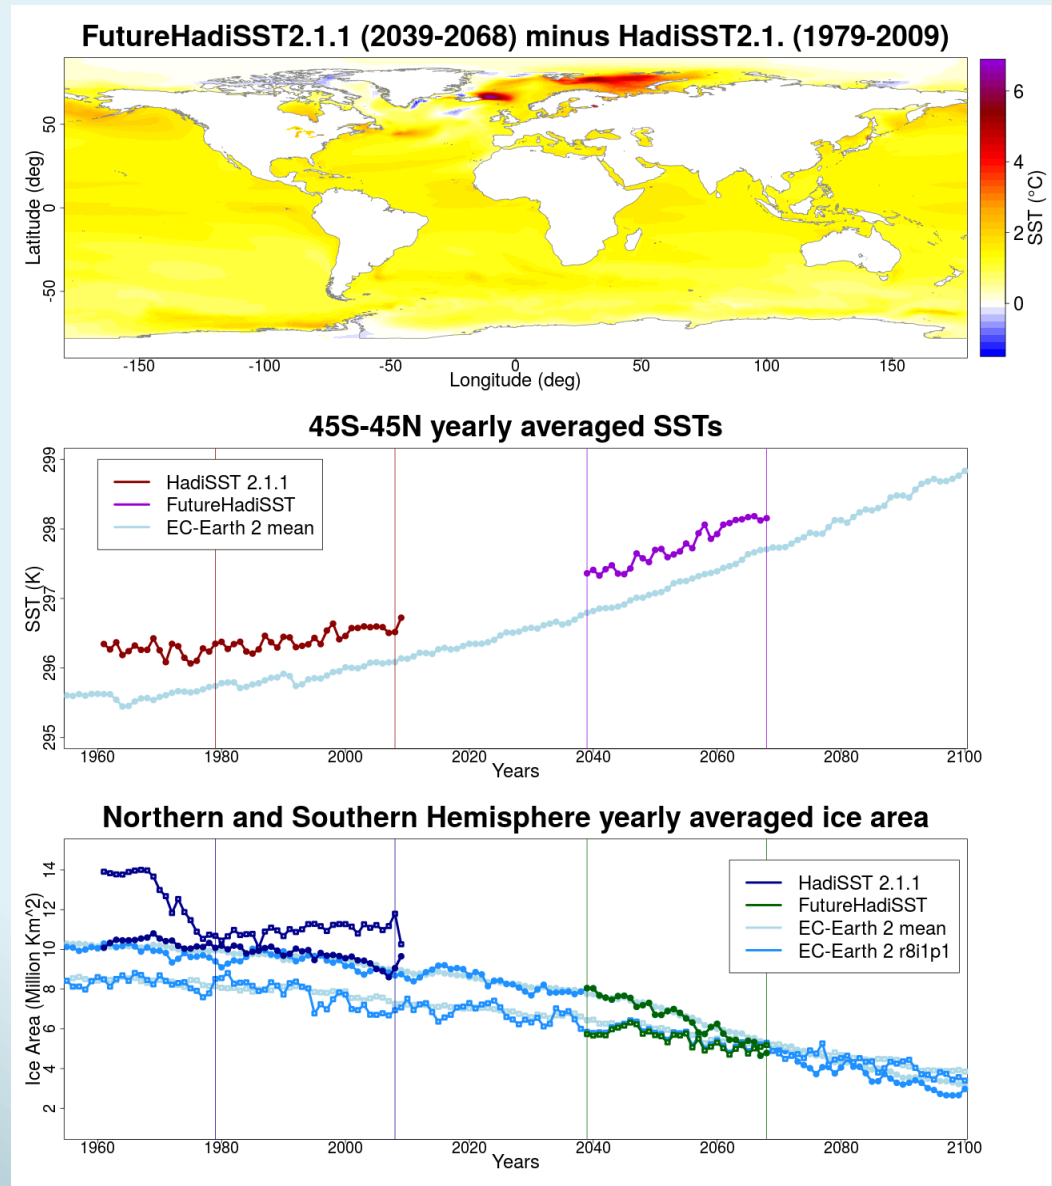 FutureHadiSST2.1.1 (2039-2068) minus HadiSST2.1. (1979-2009)
Latitude (deg)
50
0
-50
-150 -100 -50 0 50 100 150
Longitude (deg)
6
4
2
0
SST (°C)
45S-45N yearly averaged SSTs
SST (K)
299
298
297
296
295
HadiSST 2.1.1
FutureHadiSST
EC-Earth 2 mean
1960 1980 2000 2020 2040 2060 2080 2100
Years
Northern and Southern Hemisphere yearly averaged ice area
Ice Area (Million Km^2)
14
12
10
8
6
4
2
HadiSST 2.1.1
FutureHadiSST
EC-Earth 2 mean
EC-Earth 2 r8i1p1
1960 1980 2000 2020 2040 2060 2080 2100
Years